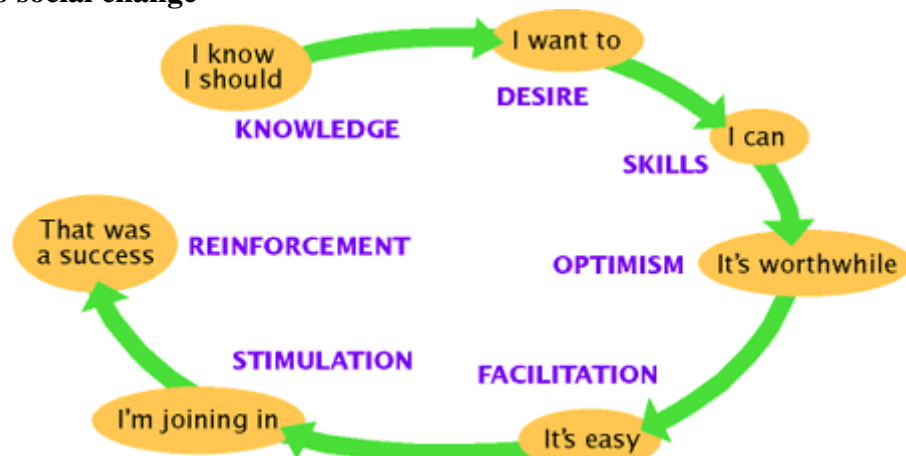 social change
I know
I should
KNOWLEDGE
I want to
DESIRE
I can
SKILLS
It's worthwhile
OPTIMISM
It's easy
FACILITATION
I'm joining in
STIMULATION
That was
a success
REINFORCEMENT